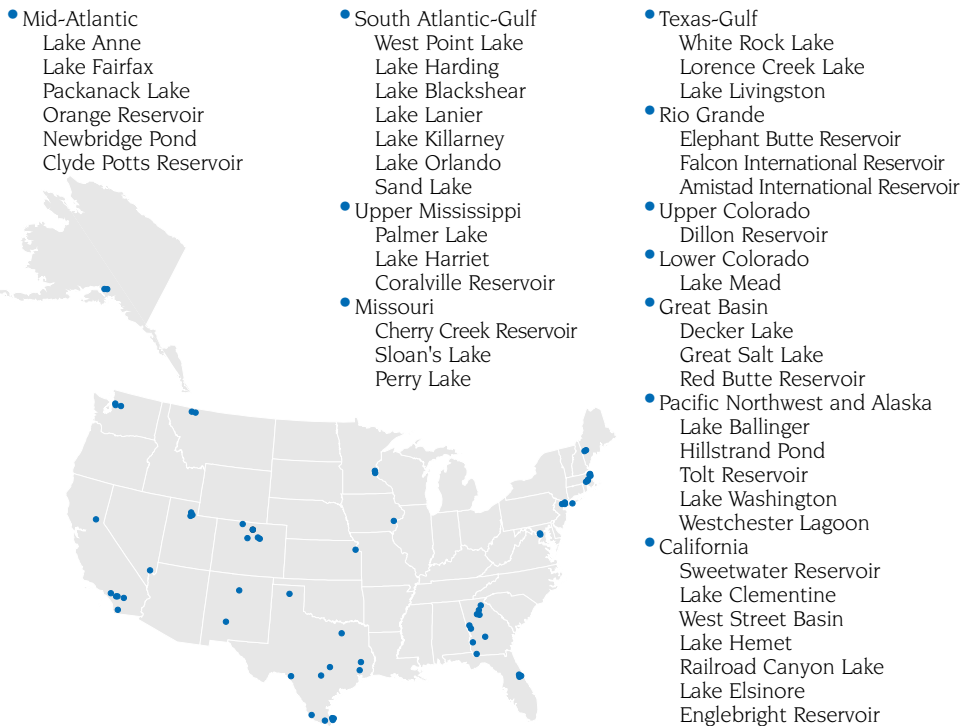 Mid-Atlantic
Lake Anne
Lake Fairfax
Packanack Lake
Orange Reservoir
Newbridge Pond
Clyde Potts Reservoir
South Atlantic-Gulf
West Point Lake
Lake Harding
Lake Blackshear
Lake Lanier
Lake Killarney
Lake Orlando
Sand Lake
Upper Mississippi
Palmer Lake
Lake Harriet
Coralville Reservoir
Missouri
Cherry Creek Reservoir
Sloan's Lake
Perry Lake
Texas-Gulf
White Rock Lake
Lorence Creek Lake
Lake Livingston
Rio Grande
Elephant Butte Reservoir
Falcon International Reservoir
Amistad International Reservoir
Upper Colorado
Dillon Reservoir
Lower Colorado
Lake Mead
Great Basin
Decker Lake
Great Salt Lake
Red Butte Reservoir
Pacific Northwest and Alaska
Lake Ballinger
Hillstrand Pond
Tolt Reservoir
Lake Washington
Westchester Lagoon
California
Sweetwater Reservoir
Lake Clementine
West Street Basin
Lake Hemet
Railroad Canyon Lake
Lake Elsinore
Englebright Reservoir